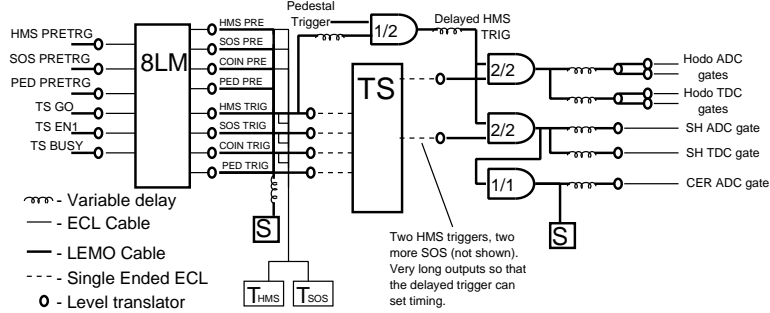 Pedestal
Trigger
1/2
Delayed HMS
TRIG
HMS PRETRG
SOS PRETRG
PED PRETRG
TS GO
TS EN1
TS BUSY
8LM
HMS PRE
SOS PRE
COIN PRE
PED PRE
HMS TRIG
SOS TRIG
COIN TRIG
PED TRIG
TS
2/2
2/2
1/1
Hodo ADC
gates
Hodo TDC
gates
SH ADC gate
SH TDC gate
CER ADC gate
- Variable delay
- ECL Cable
- LEMO Cable
- Single Ended ECL
- Level translator
S
THMS
TSOS
S
Two HMS triggers, two
more SOS (not shown).
Very long outputs so that
the delayed trigger can
set timing.